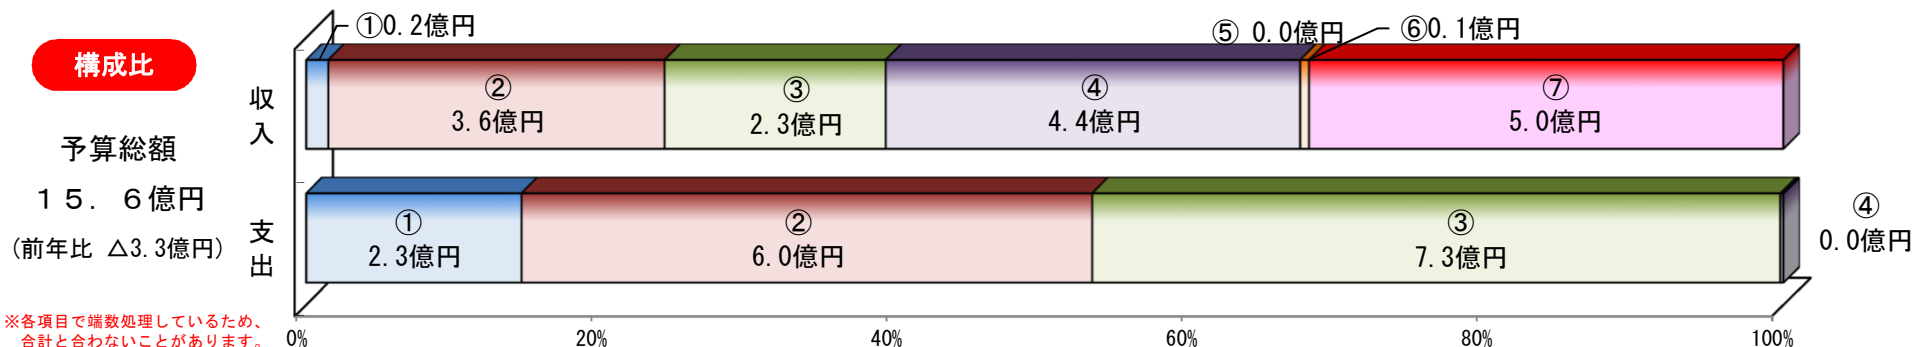 構成比
予算総額
１５．６億円
(前年比 △3.3億円)
※各項目で端数処理しているため、
合計と合わないことがあります。
収入
①0.2億円
②
3.6億円
③
2.3億円
④
4.4億円
⑤ 0.0億円
⑥0.1億円
⑦
5.0億円
支出
①
2.3億円
②
6.0億円
③
7.3億円
④
0.0億円
0%
20%
40%
60%
80%
100%